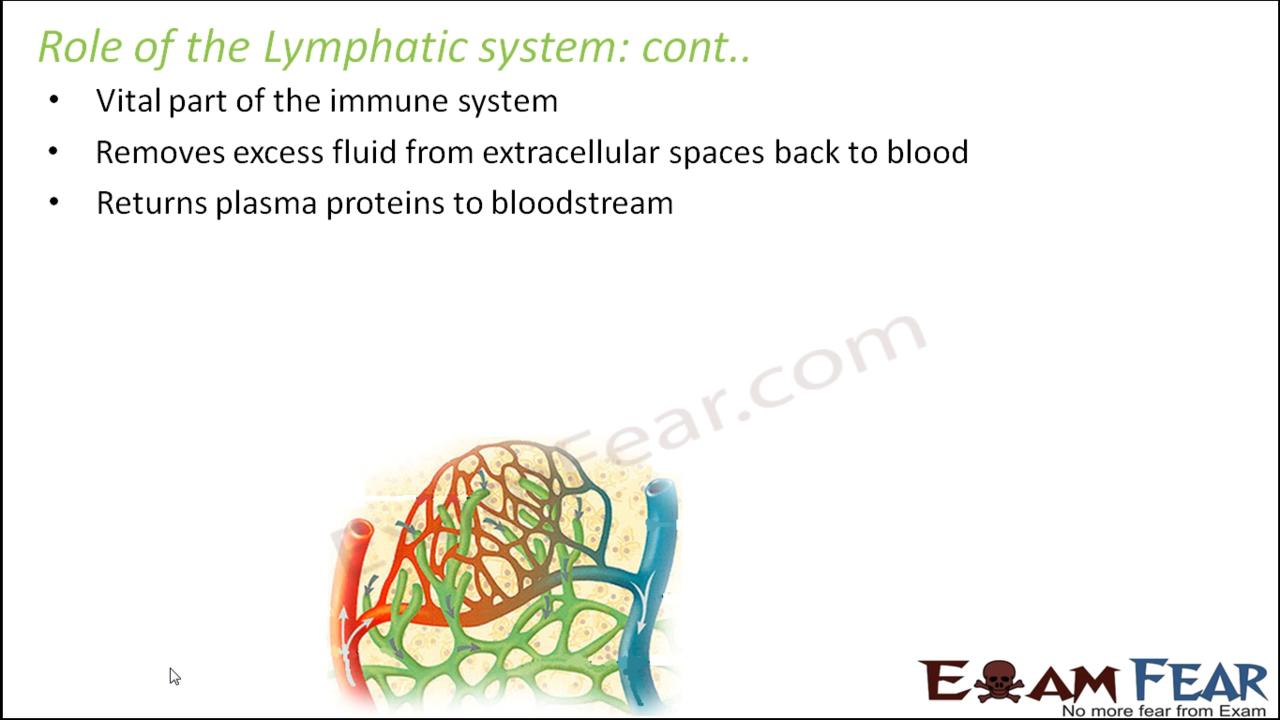 Role of the Lymphatic system: cont..
• Vital part of the immune system
• Removes excess fluid from extracellular spaces back to blood
• Returns plasma proteins to bloodstream
Fear.com
EXAM FEAR
No more fear from Exam